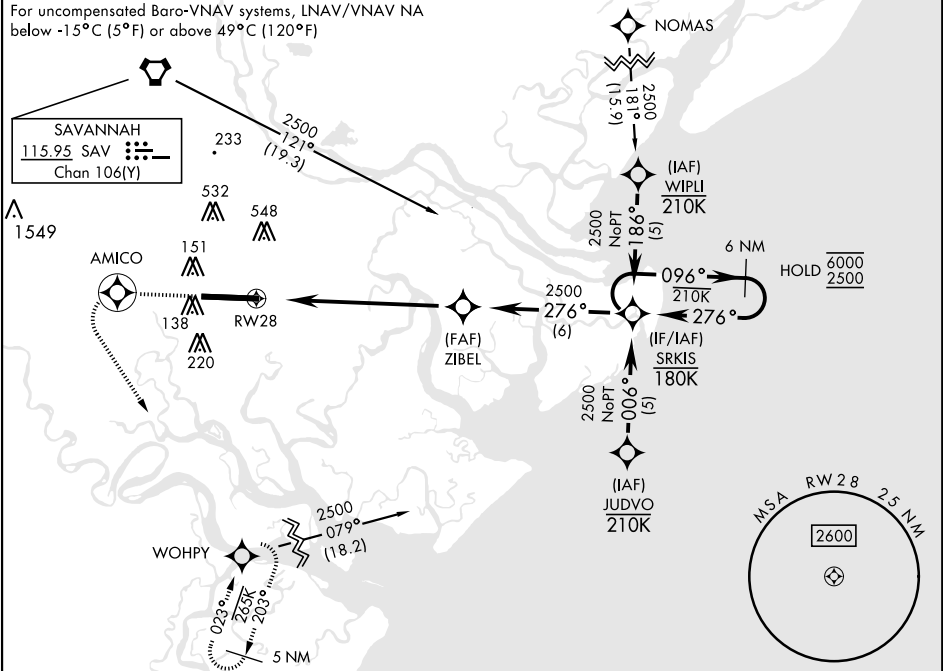 For uncompensated Baro-VNAV systems, LNAV/VNAV NA
below -15°C (5°F) or above 49°C (120°F)
NOMAS
2500
181°
(15.9)
SAVANNAH
115.95 SAV
Chan 106(Y)
2500
121°
(19.3)
233
532
548
1549
151
138
220
AMICO
RW28
(IAF)
WIPLI
210K
2500
NoPT
186°
(5)
6 NM
096°
210K
276°
HOLD 6000
2500
2500
276°
(6)
(FAF)
ZIBEL
(IF/IAF)
SRKIS
180K
2500
NoPT
006°
(5)
(IAF)
JUDVO
210K
WOHPY
2500
079°
(18.2)
023°
265K
203°
5 NM
MSA RW28 25 NM
2600